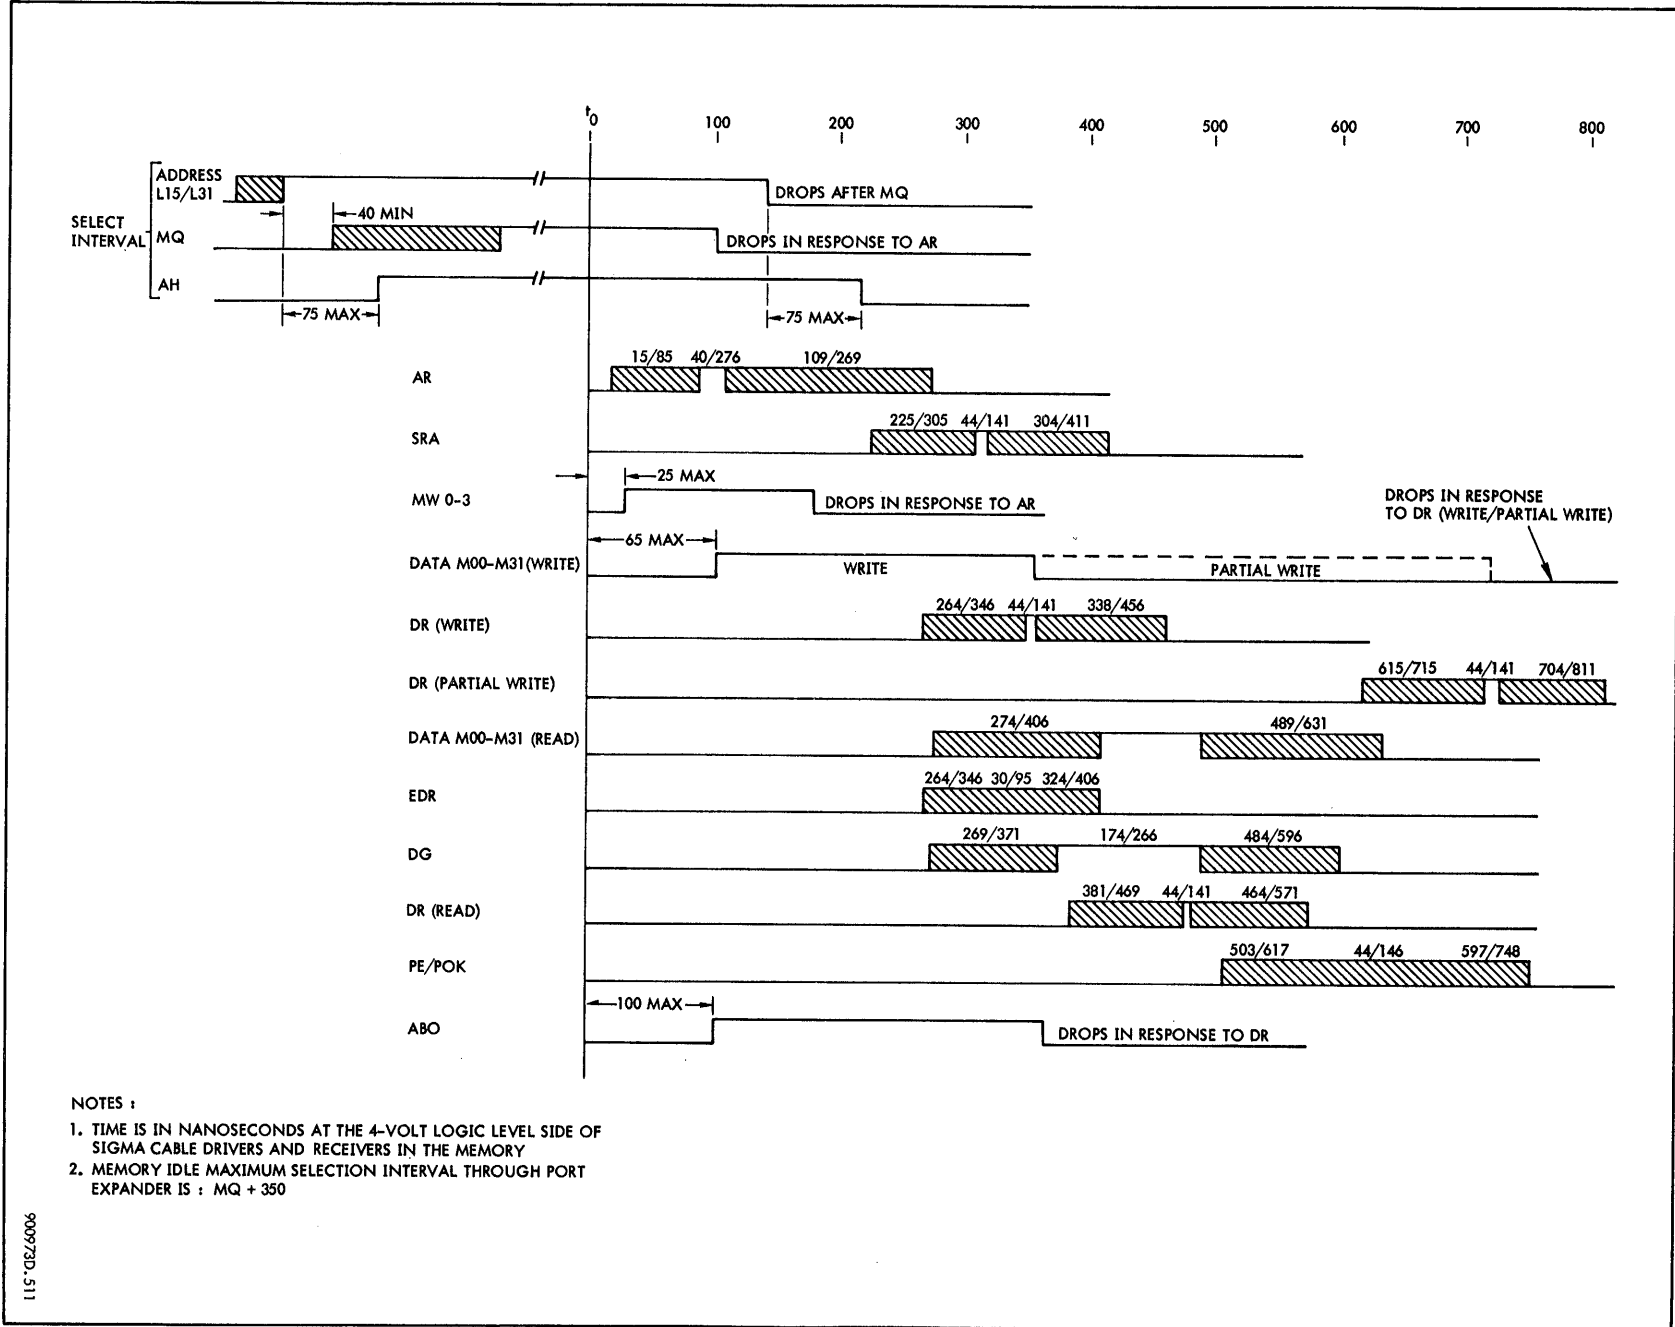 t0 100 200 300 400 500 600 700 800
SELECT
INTERVAL
ADDRESS
L15/L31
DROPS AFTER MQ
40 MIN
MQ
DROPS IN RESPONSE TO AR
AH
75 MAX
75 MAX
AR
15/85 40/276 109/269
SRA
225/305 44/141 304/411
25 MAX
MW 0-3
DROPS IN RESPONSE TO AR
DROPS IN RESPONSE
TO DR (WRITE/PARTIAL WRITE)
65 MAX
DATA M00-M31(WRITE)
WRITE
PARTIAL WRITE
DR (WRITE)
264/346 44/141 338/456
DR (PARTIAL WRITE)
615/715 44/141 704/811
DATA M00-M31 (READ)
274/406 489/631
EDR
264/346 30/95 324/406
DG
269/371 174/266 484/596
DR (READ)
381/469 44/141 464/571
PE/POK
503/617 44/146 597/748
100 MAX
ABO
DROPS IN RESPONSE TO DR
NOTES :
1. TIME IS IN NANOSECONDS AT THE 4-VOLT LOGIC LEVEL SIDE OF
SIGMA CABLE DRIVERS AND RECEIVERS IN THE MEMORY
2. MEMORY IDLE MAXIMUM SELECTION INTERVAL THROUGH PORT
EXPANDER IS : MQ + 350
900973D.511